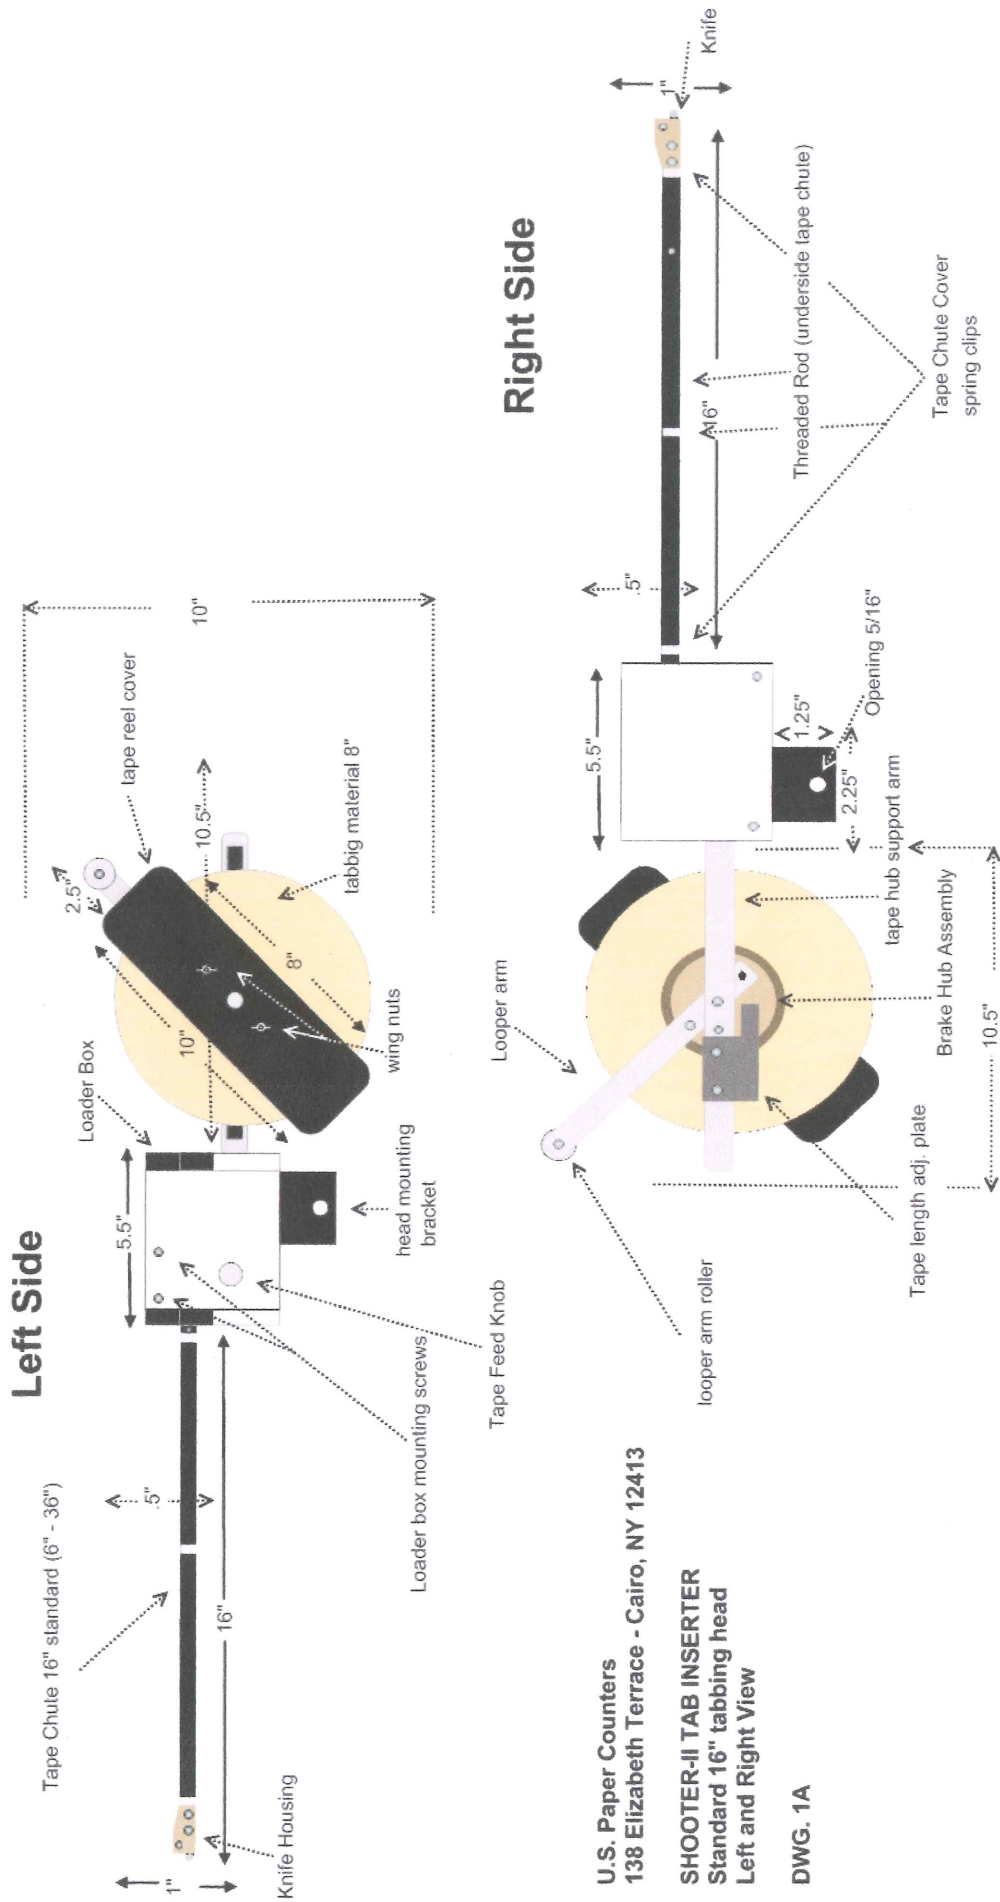 Left Side
Tape Chute 16" standard (6" - 36")
1"
Knife Housing
16"
.5"
Loader box mounting screws
Tape Feed Knob
5.5"
Loader Box
head mounting
bracket
10"
wing nuts
8"
2.5"
10.5"
tape reel cover
tabbig material 8"
10"
Right Side
Knife
1"
Threaded Rod (underside tape chute)
16"
Tape Chute Cover
spring clips
.5"
5.5"
Opening 5/16"
1.25"
2.25"
tape hub support arm
Brake Hub Assembly
10.5"
Looper arm
Tape length adj. plate
looper arm roller
U.S. Paper Counters
138 Elizabeth Terrace - Cairo, NY 12413
SHOOTER-II TAB INSERTER
Standard 16" tabbing head
Left and Right View
DWG. 1A